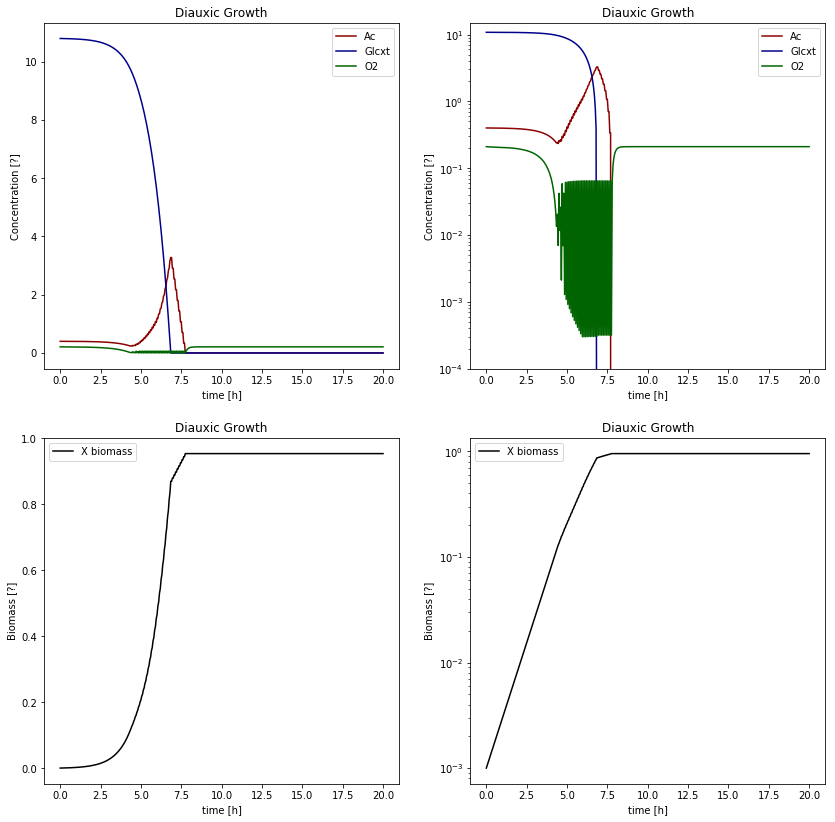 Diauxic Growth
Concentration [?]
10
8
6
4
2
0
Ac
Glcxt
O2
0.0 2.5 5.0 7.5 10.0 12.5 15.0 17.5 20.0
time [h]
Diauxic Growth
Concentration [?]
10¹
10⁰
10⁻¹
10⁻²
10⁻³
10⁻⁴
Ac
Glcxt
O2
0.0 2.5 5.0 7.5 10.0 12.5 15.0 17.5 20.0
time [h]
Diauxic Growth
Biomass [?]
1.0
0.8
0.6
0.4
0.2
0.0
X biomass
0.0 2.5 5.0 7.5 10.0 12.5 15.0 17.5 20.0
time [h]
Diauxic Growth
Biomass [?]
10⁰
10⁻¹
10⁻²
10⁻³
X biomass
0.0 2.5 5.0 7.5 10.0 12.5 15.0 17.5 20.0
time [h]